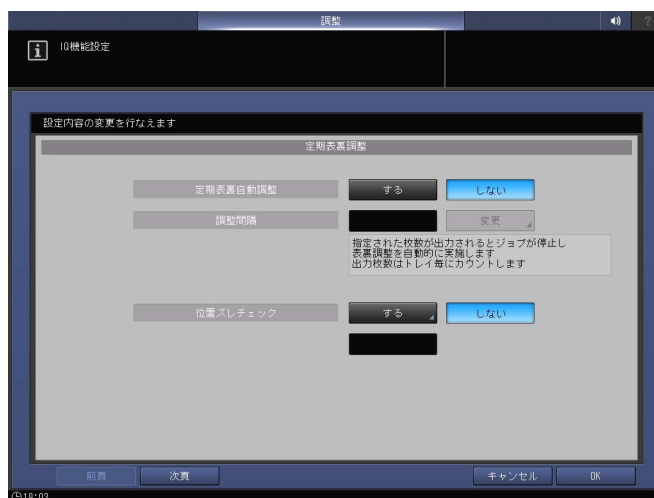 調整
?
i IQ機能設定
設定内容の変更を行なえます
定期表裏調整
定期表裏自動調整 する しない
調整間隔 変更
指定された枚数が出力されるとジョブが停止し
表裏調整を自動的に実施します
出力枚数はトレイ毎にカウントします
位置ズレチェック する しない
前頁 次頁 キャンセル OK
19:03